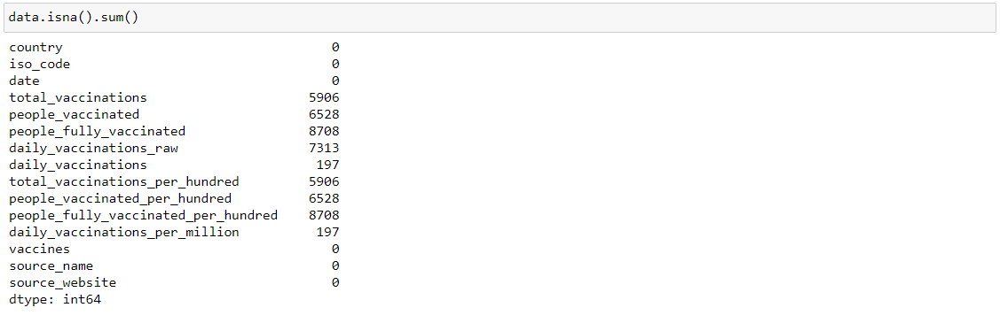 data.isna().sum()
country 0
iso_code 0
date 0
total_vaccinations 5906
people_vaccinated 6528
people_fully_vaccinated 8708
daily_vaccinations_raw 7313
daily_vaccinations 197
total_vaccinations_per_hundred 5906
people_vaccinated_per_hundred 6528
people_fully_vaccinated_per_hundred 8708
daily_vaccinations_per_million 197
vaccines 0
source_name 0
source_website 0
dtype: int64